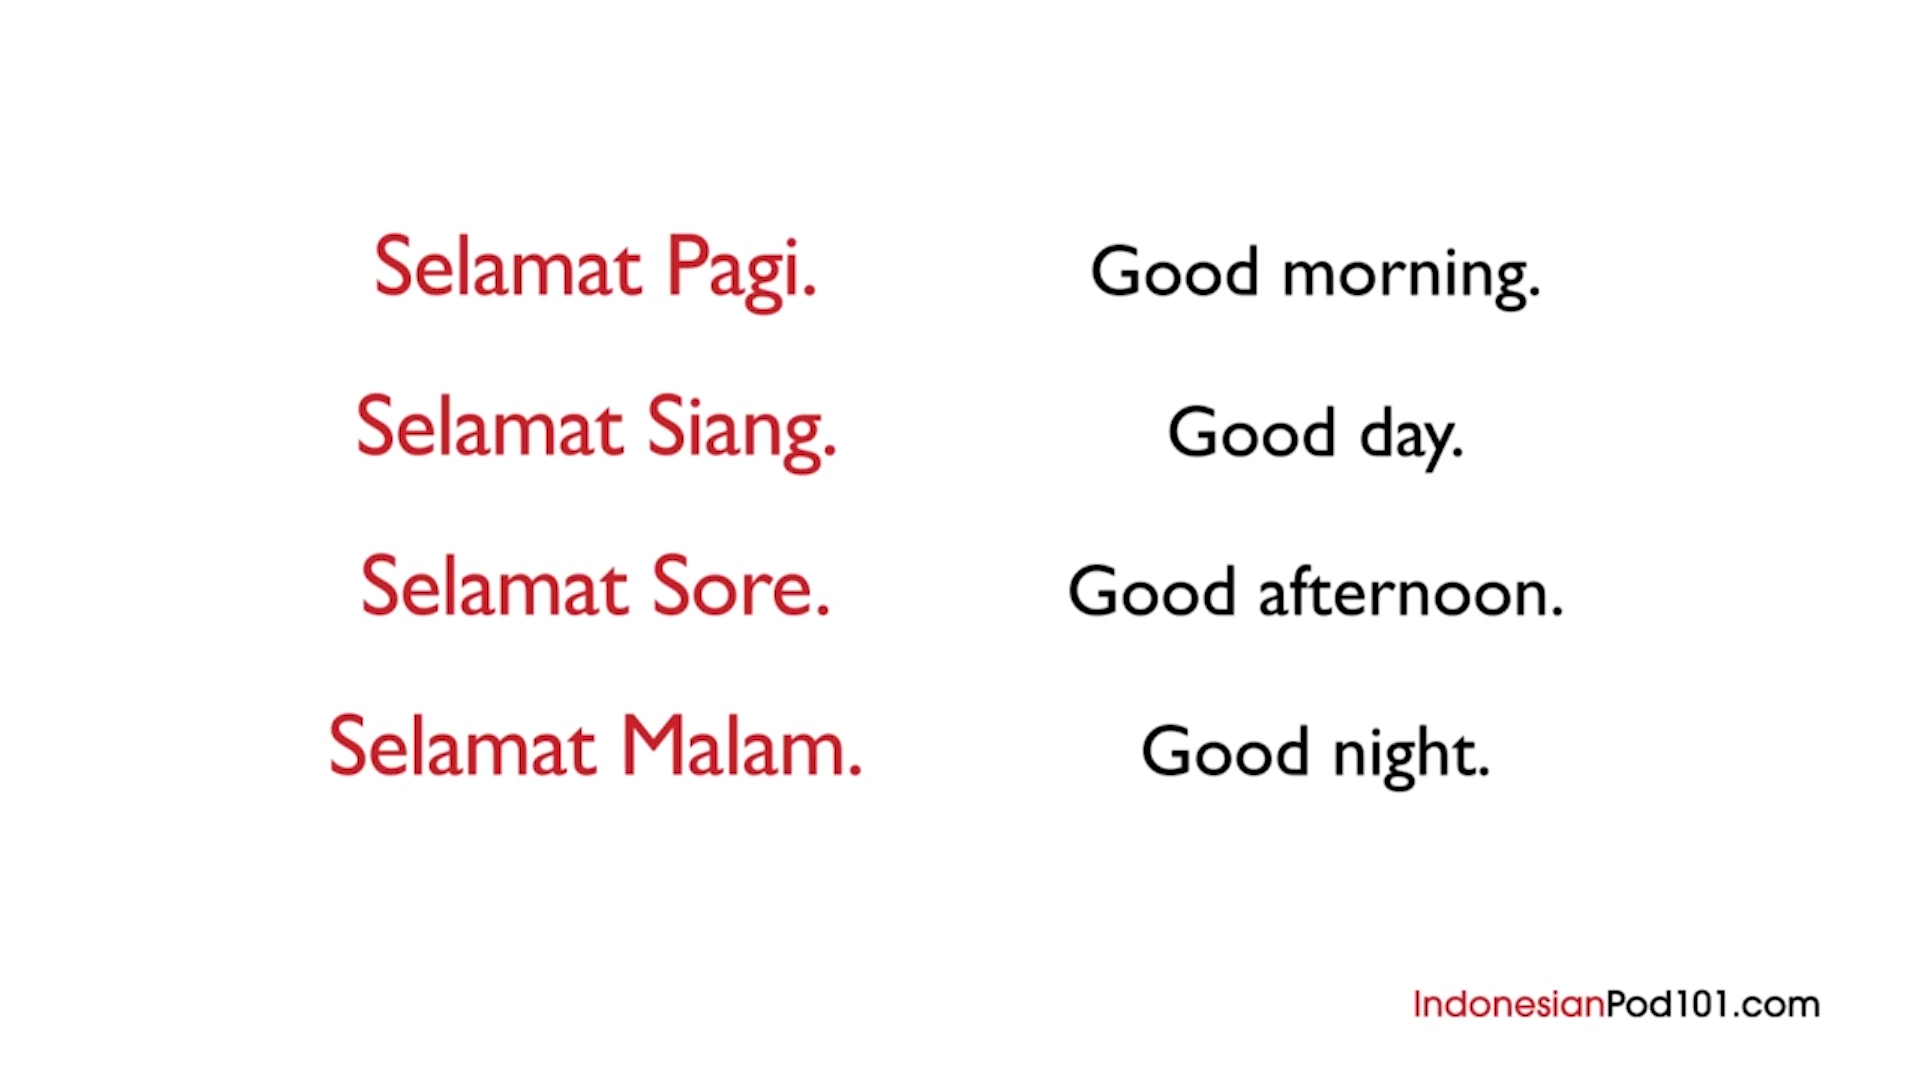 Selamat Pagi. Good morning.
Selamat Siang. Good day.
Selamat Sore. Good afternoon.
Selamat Malam. Good night.
IndonesianPod101.com